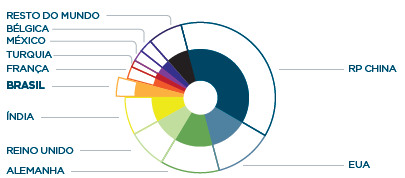 RESTO DO MUNDO
BÉLGICA
MÉXICO
TURQUIA
FRANÇA
BRASIL
ÍNDIA
REINO UNIDO
ALEMANHA
RP CHINA
EUA